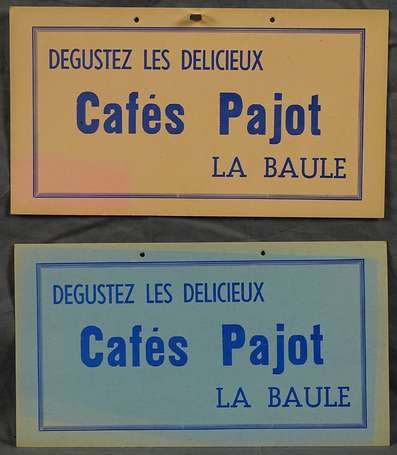 DEGUSTEZ LES DELICIEUX
Cafés Pajot
LA BAULE
DEGUSTEZ LES DELICIEUX
Cafés Pajot
LA BAULE